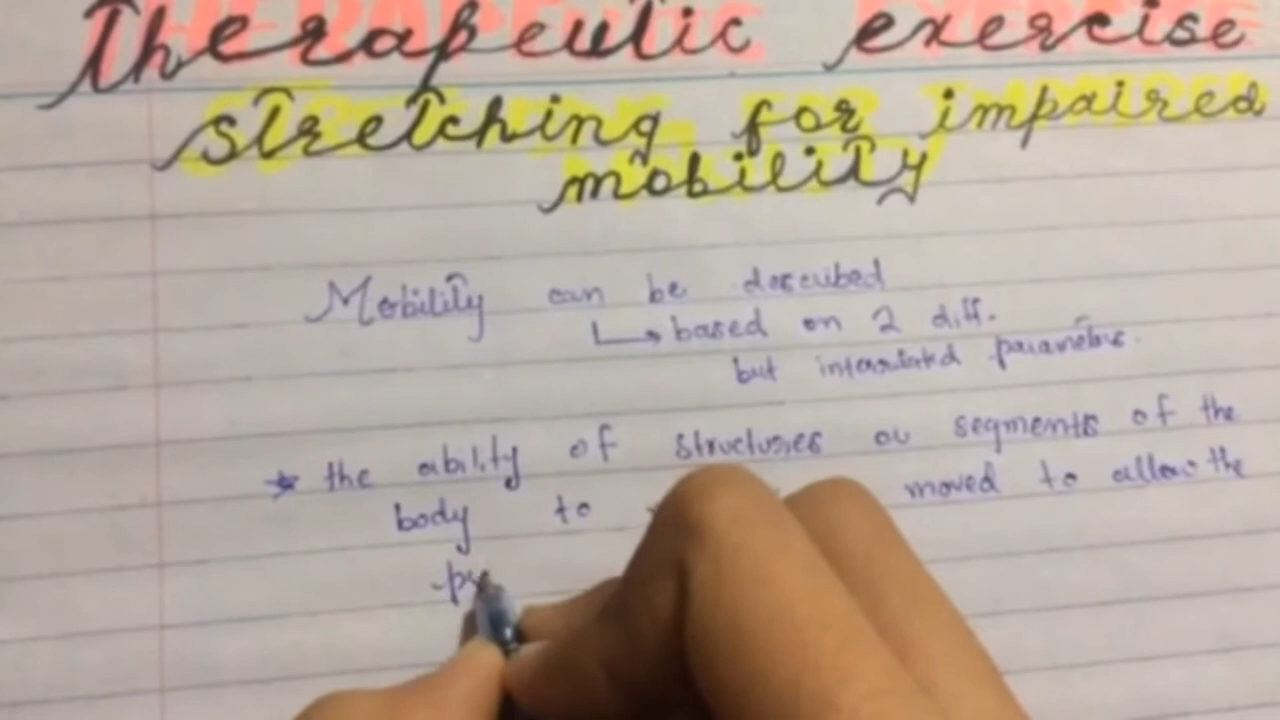 Therapeutic exercise
stretching for impaired
mobility
Mobility can be described
↳ based on 2 diff.
but interrelated parameters.
* the ability of structures or segments of the
body to moved to allow the